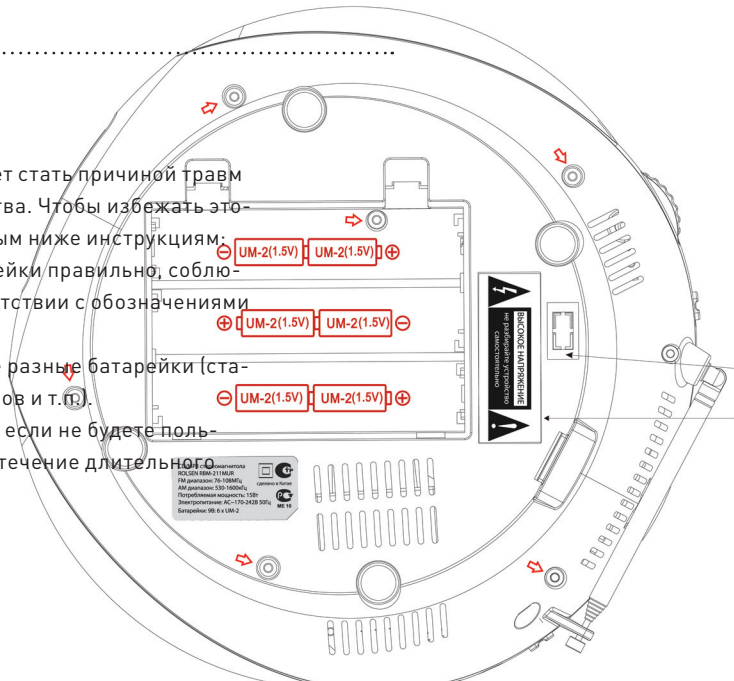 ет стать причиной травм
тва. Чтобы избежать это-
ым ниже инструкциям:
ейки правильно, соблю-
етствии с обозначениями
е разные батарейки (ста-
ов и т.п.).
если не будете поль-
течение длительного
⊖ UM-2(1.5V) UM-2(1.5V) ⊕
⊕ UM-2(1.5V) UM-2(1.5V) ⊖
⊖ UM-2(1.5V) UM-2(1.5V) ⊕
ВЫСОКОЕ НАПРЯЖЕНИЕ
не разбирайте устройство
самостоятельно
ROLSEN RBM-211MUR
FM диапазон: 76-108МГц
АМ диапазон: 530-1600кГц
Потребляемая мощность: 15Вт
Электропитание: AC~170-242В 50Гц
Батарейки: 9В: 6 x UM-2
сделано в Китае
ME 10